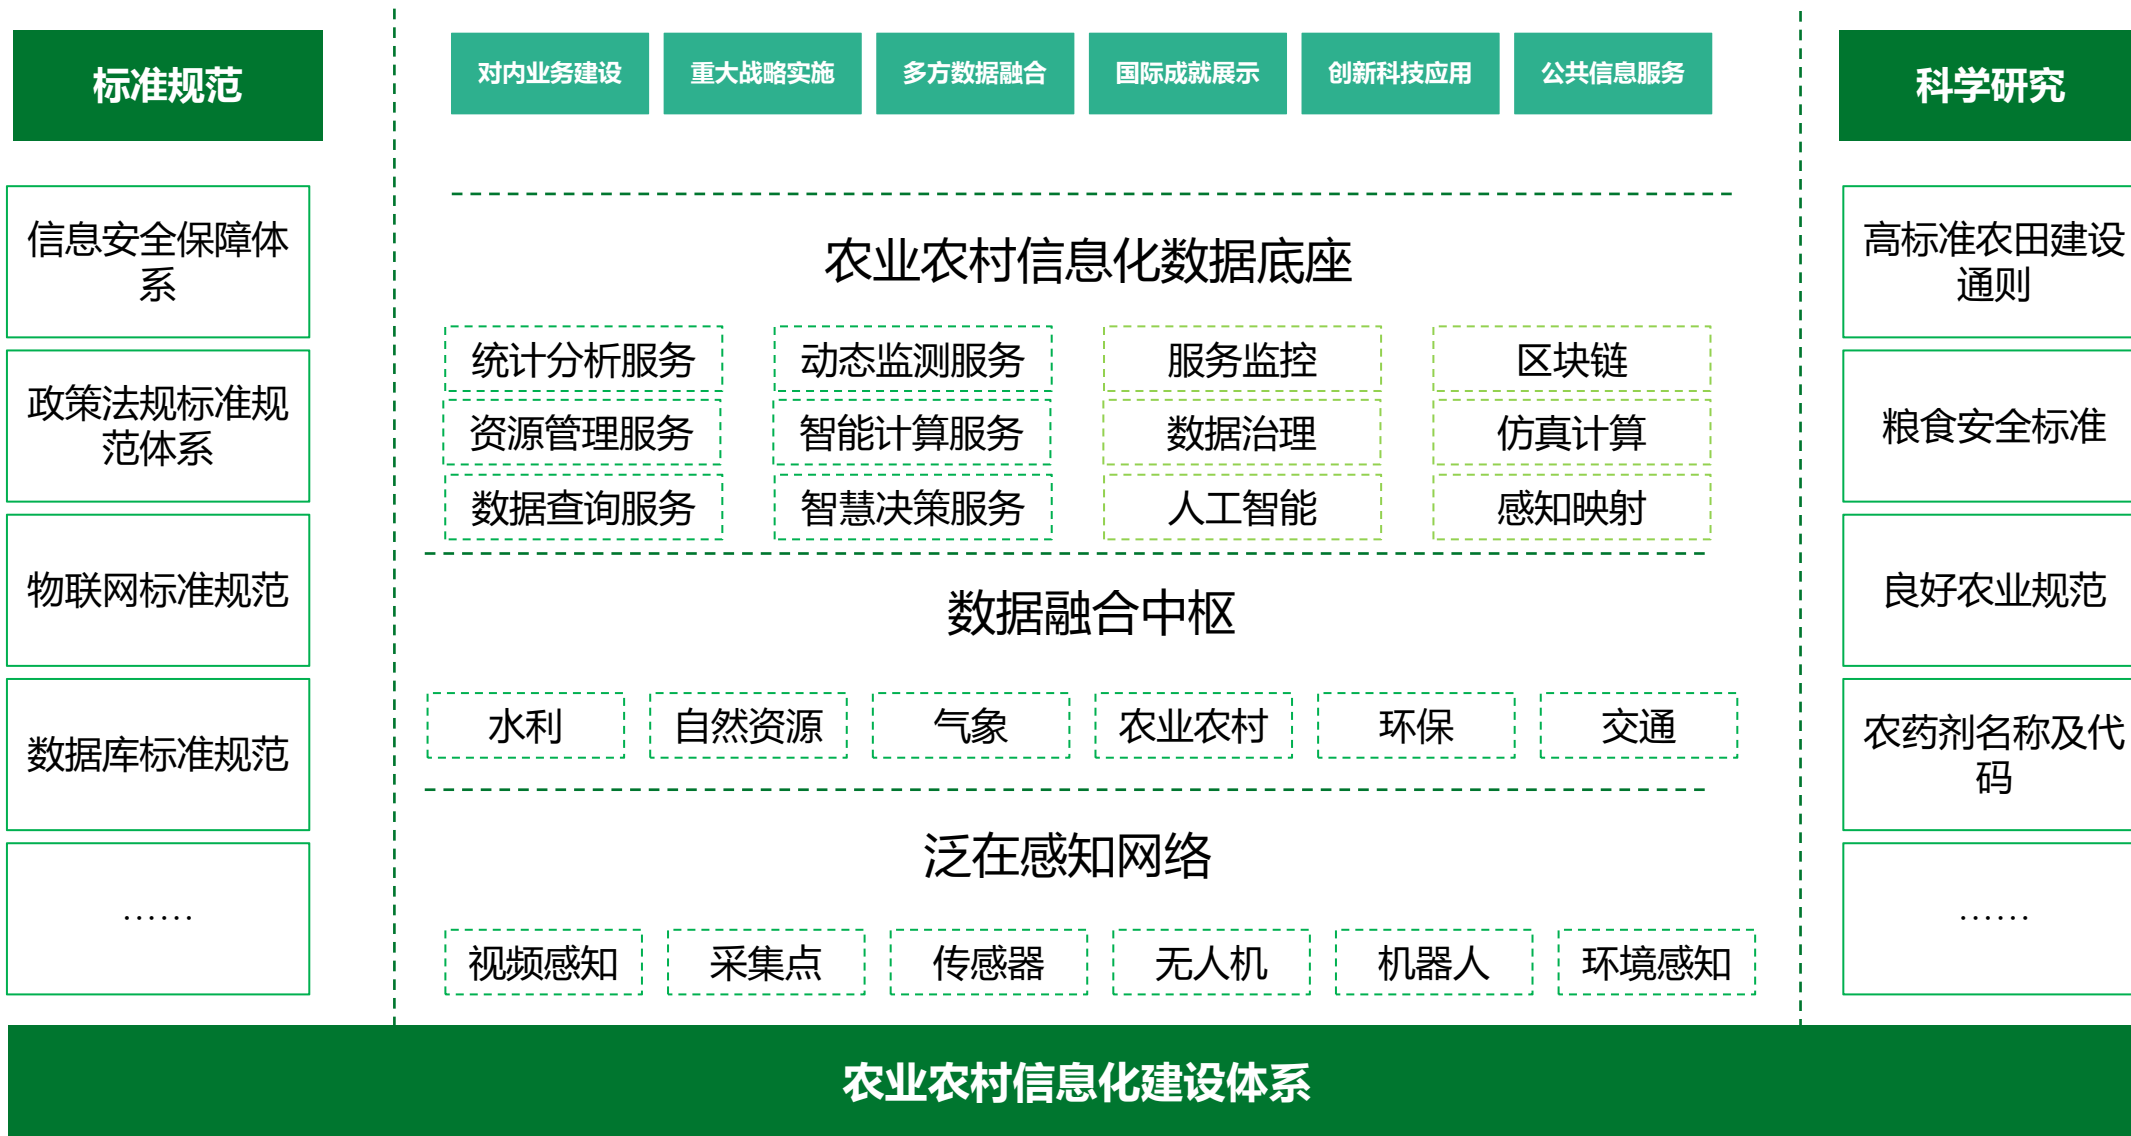 标准规范
信息安全保障体
系
政策法规标准规
范体系
物联网标准规范
数据库标准规范
……
对内业务建设
重大战略实施
多方数据融合
国际成就展示
创新科技应用
公共信息服务
农业农村信息化数据底座
统计分析服务
动态监测服务
服务监控
区块链
资源管理服务
智能计算服务
数据治理
仿真计算
数据查询服务
智慧决策服务
人工智能
感知映射
数据融合中枢
水利
自然资源
气象
农业农村
环保
交通
泛在感知网络
视频感知
采集点
传感器
无人机
机器人
环境感知
科学研究
高标准农田建设
通则
粮食安全标准
良好农业规范
农药剂名称及代
码
……
农业农村信息化建设体系